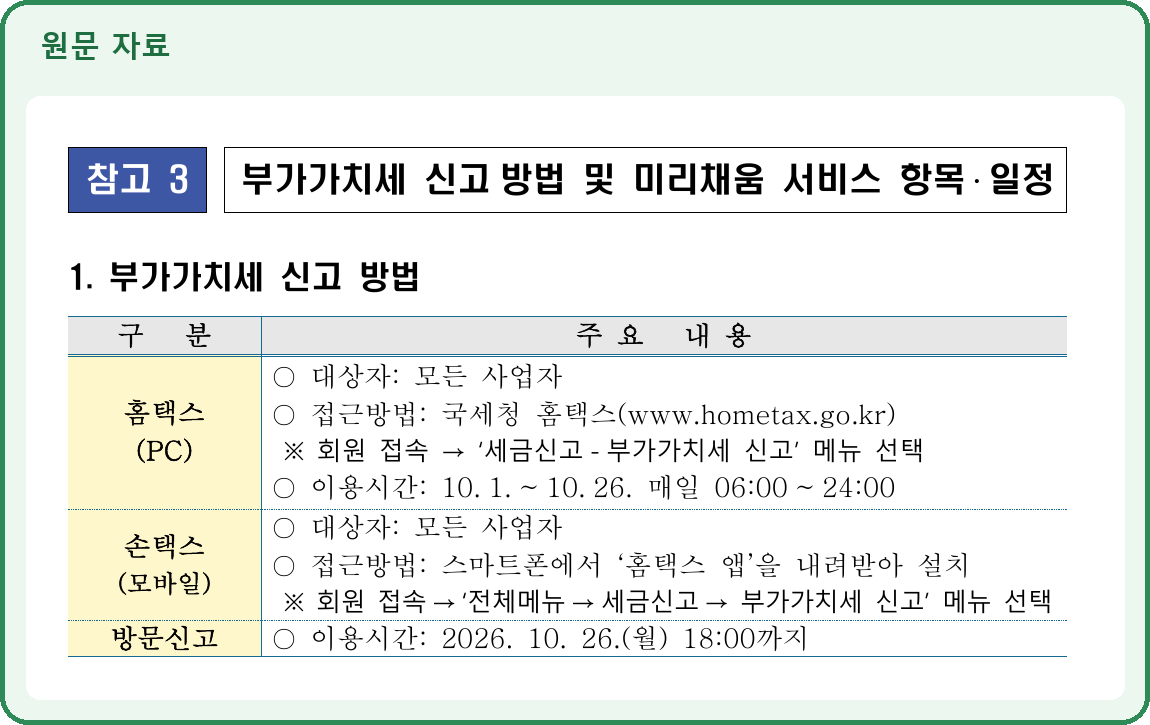 원문 자료
참고 3
부가가치세 신고 방법 및 미리채움 서비스 항목·일정
1. 부가가치세 신고 방법
구 분
주요 내용
홈택스
(PC)
○ 대상자: 모든 사업자
○ 접근방법: 국세청 홈택스(www.hometax.go.kr)
※ 회원 접속 → ‘세금신고 - 부가가치세 신고’ 메뉴 선택
○ 이용시간: 10. 1. ~ 10. 26. 매일 06:00 ~ 24:00
손택스
(모바일)
○ 대상자: 모든 사업자
○ 접근방법: 스마트폰에서 ‘홈택스 앱’을 내려받아 설치
※ 회원 접속 → ‘전체메뉴 → 세금신고 → 부가가치세 신고’ 메뉴 선택
방문신고
○ 이용시간: 2026. 10. 26.(월) 18:00까지